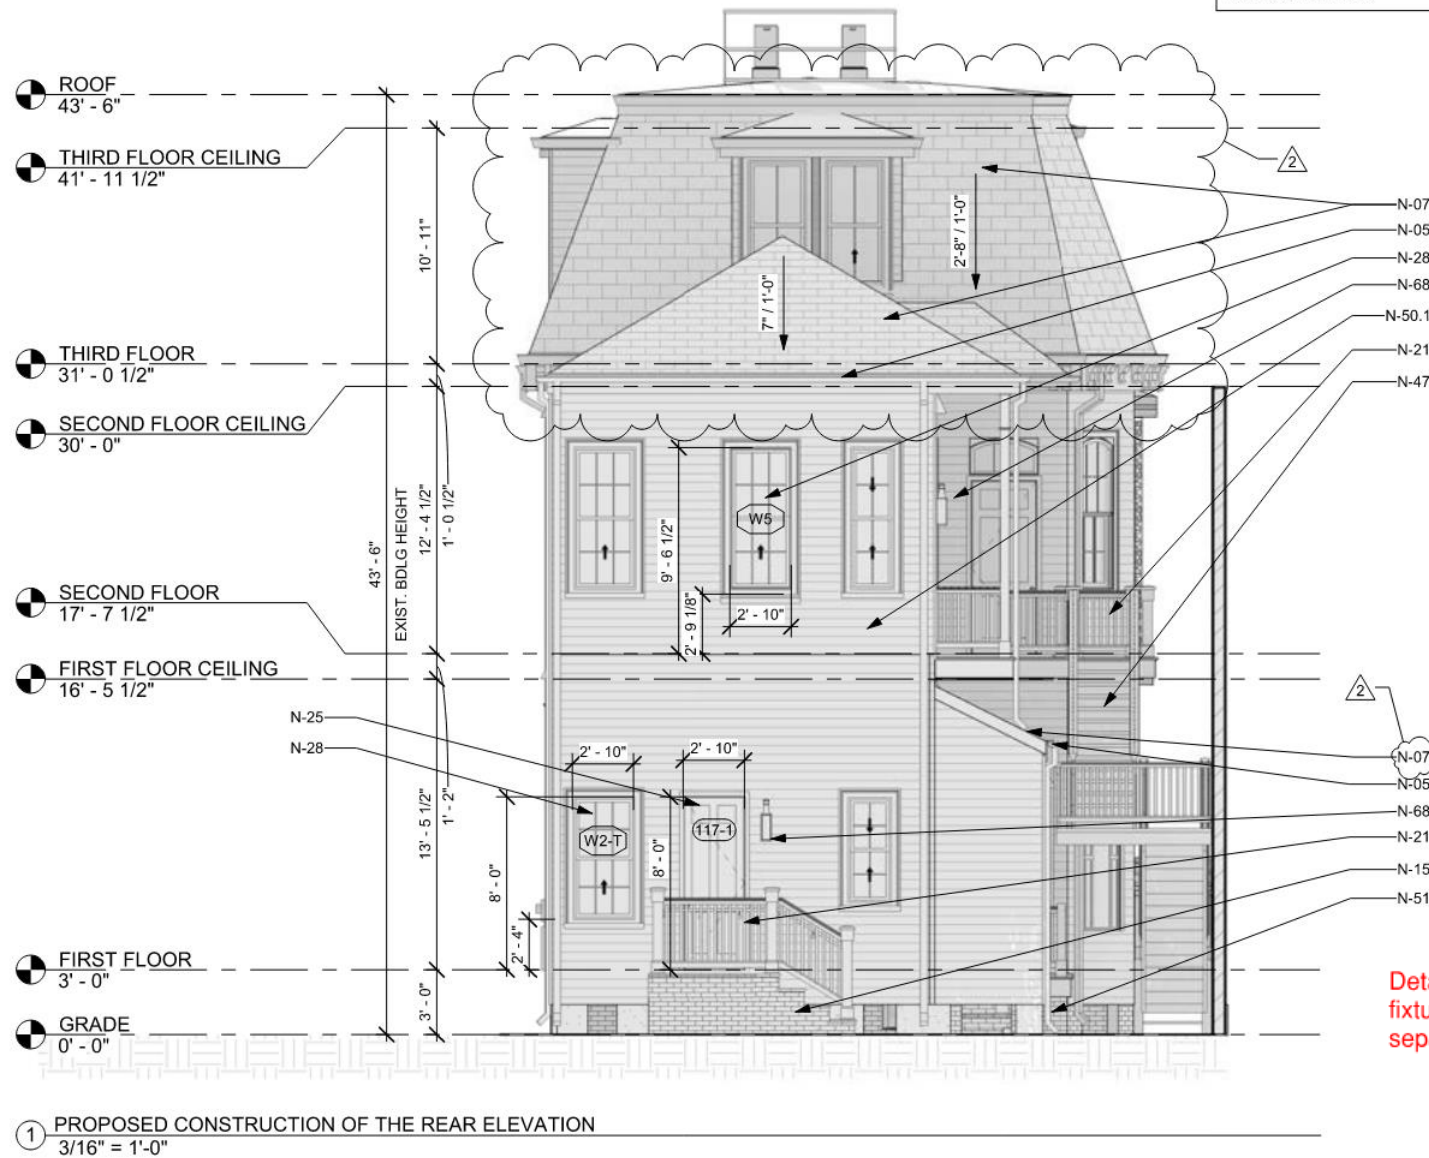 ROOF
43' - 6"
THIRD FLOOR CEILING
41' - 11 1/2"
THIRD FLOOR
31' - 0 1/2"
SECOND FLOOR CEILING
30' - 0"
SECOND FLOOR
17' - 7 1/2"
FIRST FLOOR CEILING
16' - 5 1/2"
FIRST FLOOR
3' - 0"
GRADE
0' - 0"
N-25
N-28
43' - 6"
EXIST. BDLG HEIGHT
10' - 11"
12' - 4 1/2"
1' - 0 1/2"
13' - 5 1/2"
1' - 2"
3' - 0"
8' - 0"
2' - 4"
2' - 10"
W2-T
2' - 10"
117-1
8' - 0"
9' - 6 1/2"
2' - 9 1/8"
2' - 10"
W5
7" / 1'-0"
2'-8" / 1'-0"
2
N-07
N-05
N-28
N-68
N-50.1
N-21
N-47
2
N-07
N-05
N-68
N-21
N-15
N-51
1
PROPOSED CONSTRUCTION OF THE REAR ELEVATION
3/16" = 1'-0"